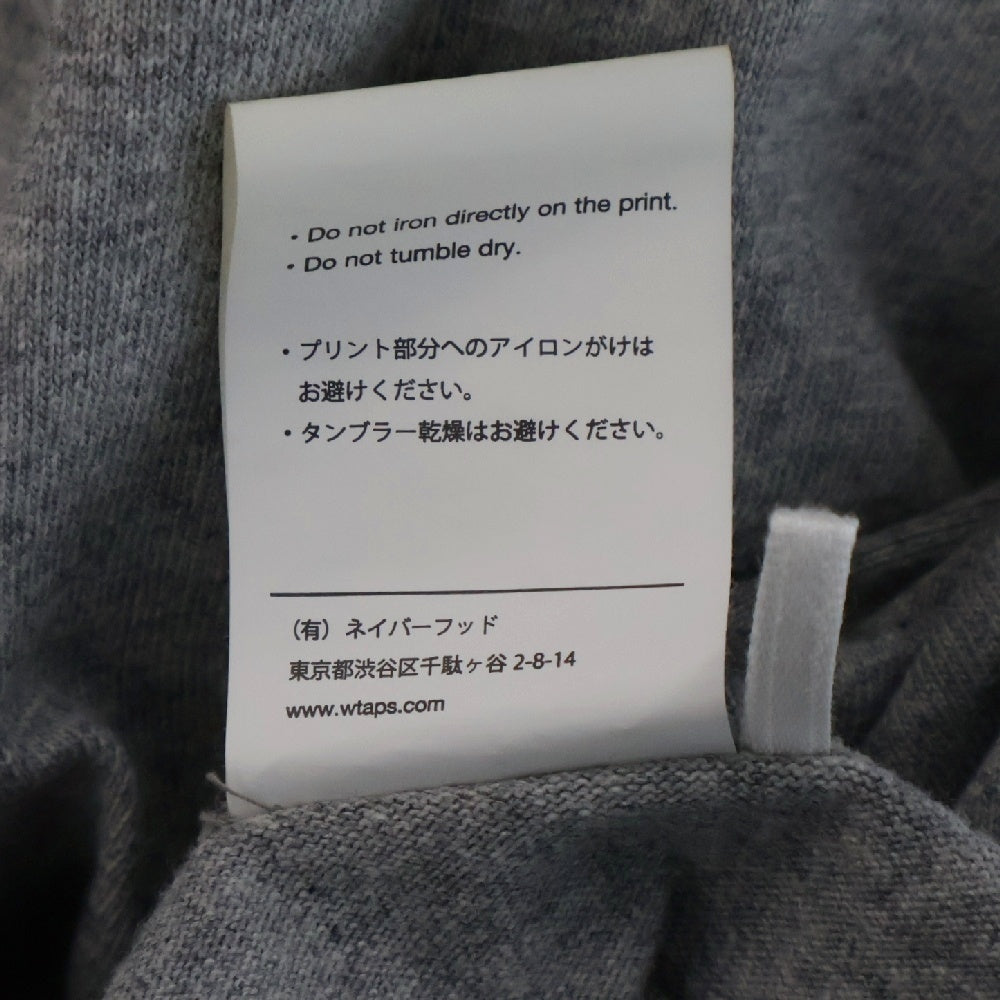 • Do not iron directly on the print.
• Do not tumble dry.
・プリント部分へのアイロンがけは
お避けください。
・タンブラー乾燥はお避けください。
（有）ネイバーフッド
東京都渋谷区千駄ヶ谷 2-8-14
www.wtaps.com